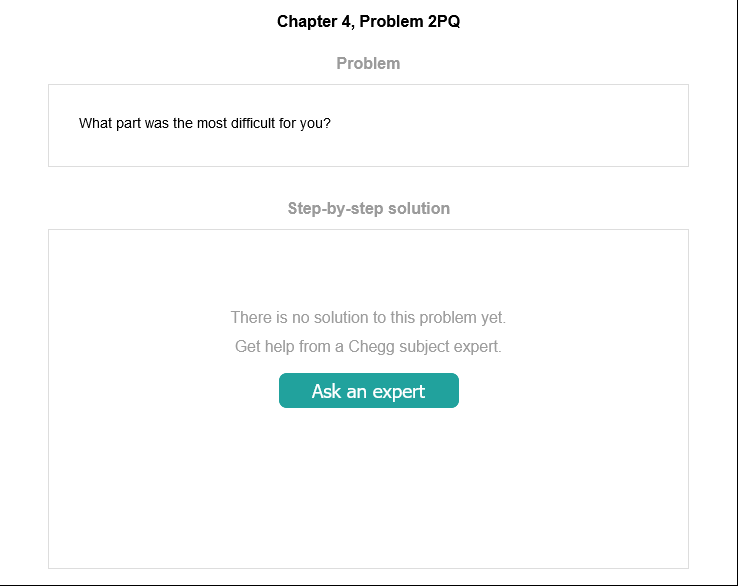 Chapter 4, Problem 2PQ
Problem
What part was the most difficult for you?
Step-by-step solution
There is no solution to this problem yet.
Get help from a Chegg subject expert.
Ask an expert